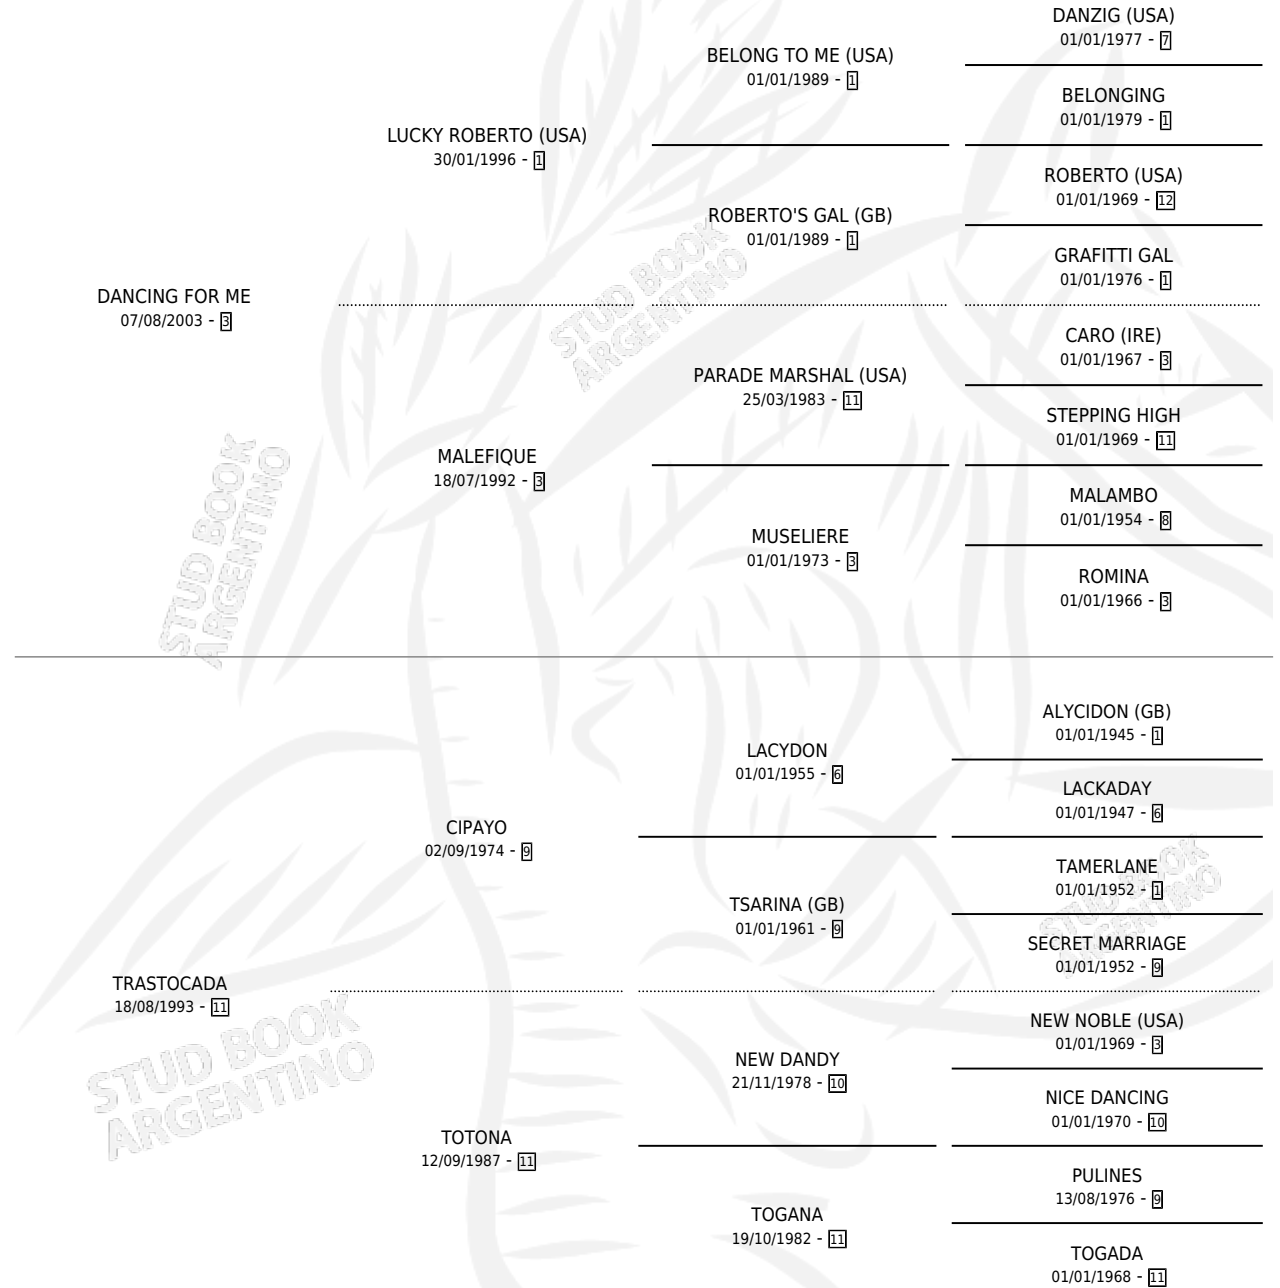 DANZIG (USA)
01/01/1977 - 7
BELONG TO ME (USA)
01/01/1989 - 1
BELONGING
01/01/1979 - 1
LUCKY ROBERTO (USA)
30/01/1996 - 1
ROBERTO (USA)
01/01/1969 - 12
ROBERTO'S GAL (GB)
01/01/1989 - 1
GRAFITTI GAL
01/01/1976 - 1
DANCING FOR ME
07/08/2003 - 3
STUD BOOK
ARGENTINO
CARO (IRE)
01/01/1967 - 3
PARADE MARSHAL (USA)
25/03/1983 - 11
STEPPING HIGH
01/01/1969 - 11
MALEFIQUE
18/07/1992 - 3
MALAMBO
01/01/1954 - 8
MUSELIERE
01/01/1973 - 3
ROMINA
01/01/1966 - 3
STUD BOOK
ARGENTINO
ALYCIDON (GB)
01/01/1945 - 1
LACYDON
01/01/1955 - 6
LACKADAY
01/01/1947 - 6
CIPAYO
02/09/1974 - 9
TAMERLANE
01/01/1952 - 1
TSARINA (GB)
01/01/1961 - 9
SECRET MARRIAGE
01/01/1952 - 9
STUD BOOK
ARGENTINO
TRASTOCADA
18/08/1993 - 11
NEW NOBLE (USA)
01/01/1969 - 3
NEW DANDY
21/11/1978 - 10
NICE DANCING
01/01/1970 - 10
STUD BOOK
ARGENTINO
TOTONA
12/09/1987 - 11
PULINES
13/08/1976 - 9
TOGANA
19/10/1982 - 11
TOGADA
01/01/1968 - 11